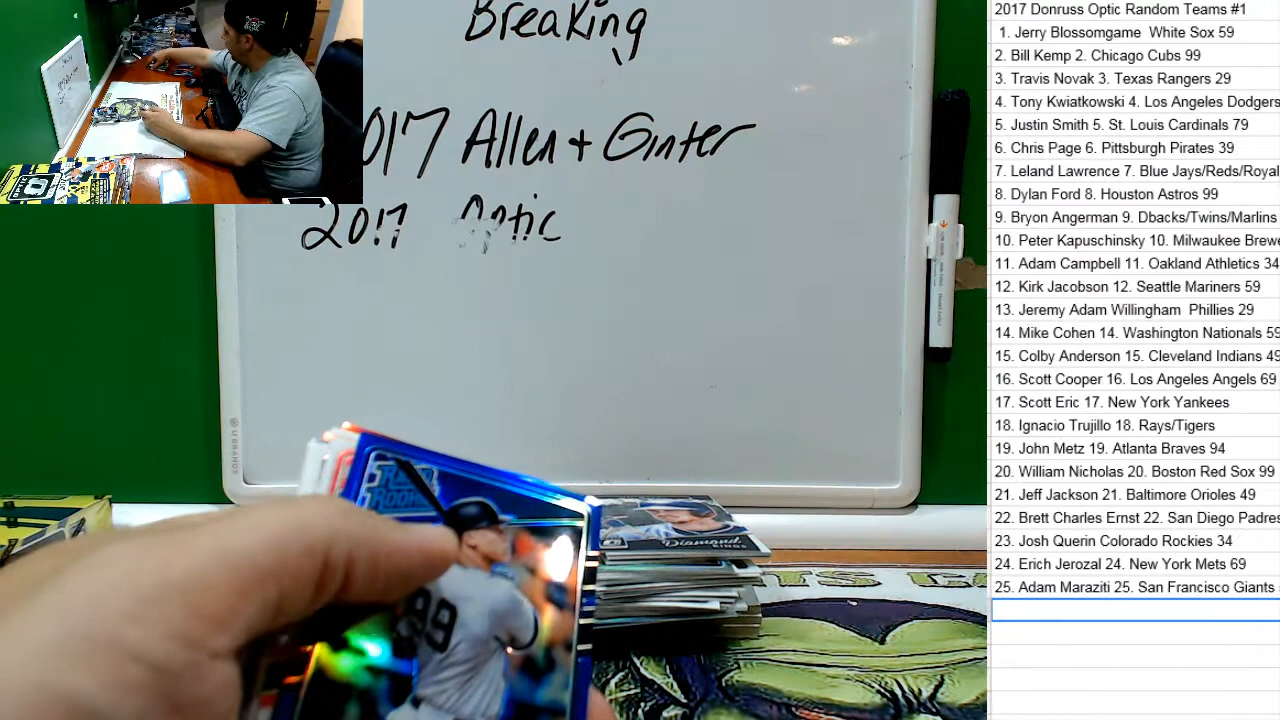 Breaking
017 Allen + Ginter
2017 Optic
RATED
ROOKIE
99
Diamond
KINGS
2017 Donruss Optic Random Teams #1
1. Jerry Blossomgame  White Sox 59
2. Bill Kemp 2. Chicago Cubs 99
3. Travis Novak 3. Texas Rangers 29
4. Tony Kwiatkowski 4. Los Angeles Dodgers
5. Justin Smith 5. St. Louis Cardinals 79
6. Chris Page 6. Pittsburgh Pirates 39
7. Leland Lawrence 7. Blue Jays/Reds/Royal
8. Dylan Ford 8. Houston Astros 99
9. Bryon Angerman 9. Dbacks/Twins/Marlins
10. Peter Kapuschinsky 10. Milwaukee Brewe
11. Adam Campbell 11. Oakland Athletics 34
12. Kirk Jacobson 12. Seattle Mariners 59
13. Jeremy Adam Willingham  Phillies 29
14. Mike Cohen 14. Washington Nationals 59
15. Colby Anderson 15. Cleveland Indians 49
16. Scott Cooper 16. Los Angeles Angels 69
17. Scott Eric 17. New York Yankees
18. Ignacio Trujillo 18. Rays/Tigers
19. John Metz 19. Atlanta Braves 94
20. William Nicholas 20. Boston Red Sox 99
21. Jeff Jackson 21. Baltimore Orioles 49
22. Brett Charles Ernst 22. San Diego Padres
23. Josh Querin Colorado Rockies 34
24. Erich Jerozal 24. New York Mets 69
25. Adam Maraziti 25. San Francisco Giants